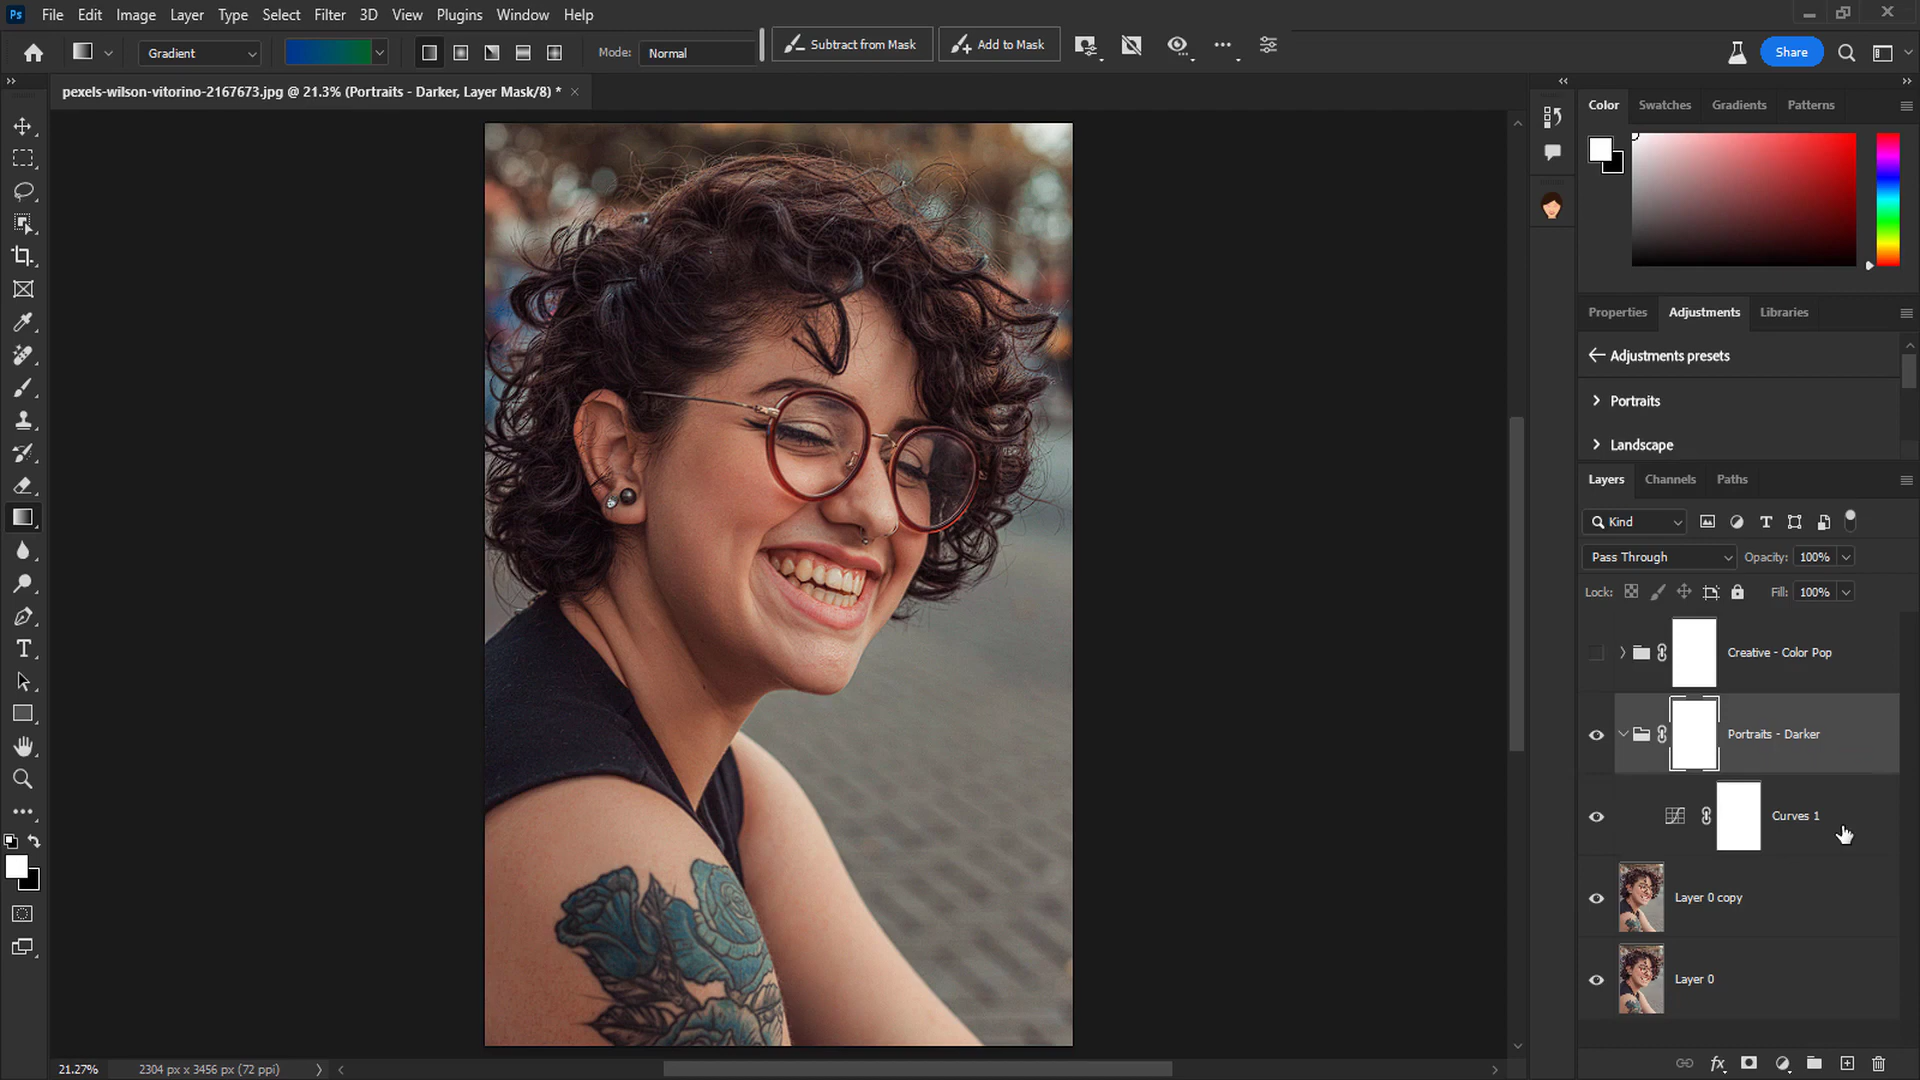 Ps File Edit Image Layer Type Select Filter 3D View Plugins Window Help
Gradient Mode: Normal Subtract from Mask Add to Mask Share
pexels-wilson-vitorino-2167673.jpg @ 21.3% (Portraits - Darker, Layer Mask/8) *
Color Swatches Gradients Patterns
Properties Adjustments Libraries
Adjustments presets
Portraits
Landscape
Layers Channels Paths
Kind
Pass Through Opacity: 100%
Lock: Fill: 100%
Creative - Color Pop
Portraits - Darker
Curves 1
Layer 0 copy
Layer 0
fx
21.27% 2304 px x 3456 px (72 ppi)